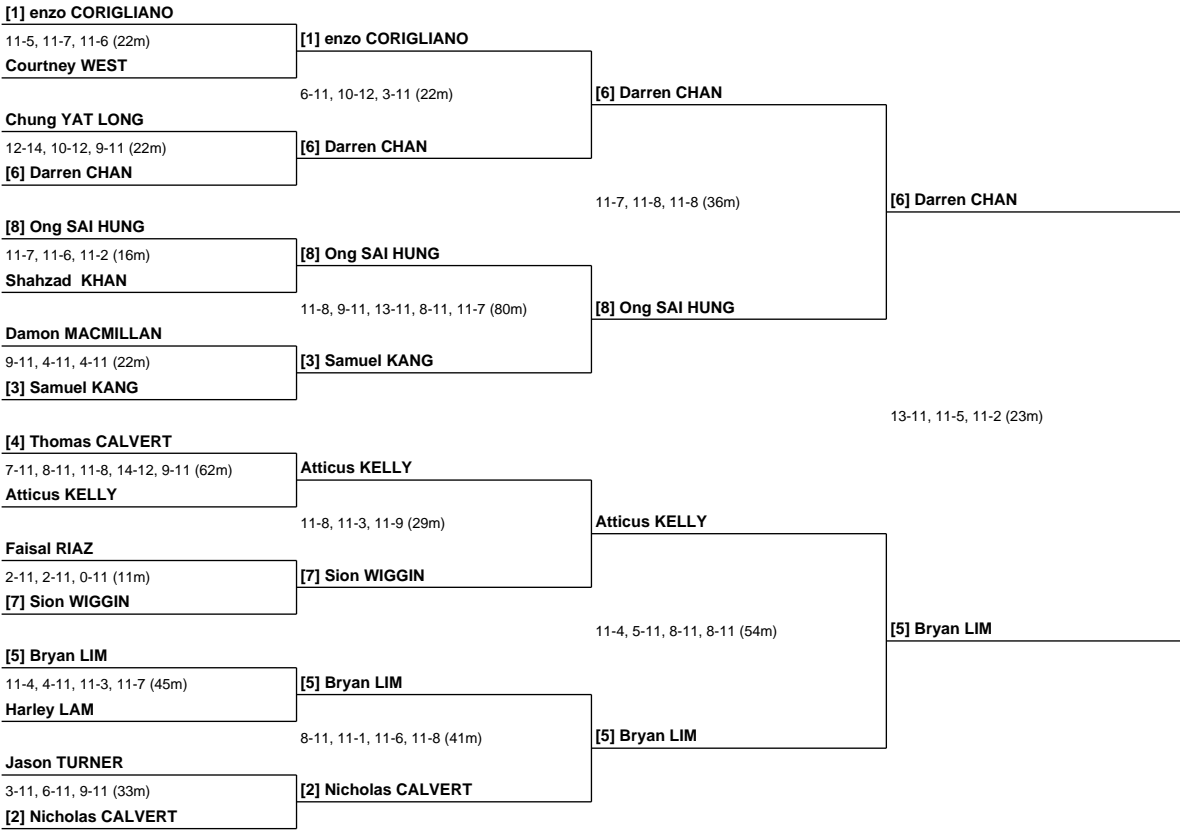 [1] enzo CORIGLIANO
11-5, 11-7, 11-6 (22m)
Courtney WEST
Chung YAT LONG
12-14, 10-12, 9-11 (22m)
[6] Darren CHAN
[8] Ong SAI HUNG
11-7, 11-6, 11-2 (16m)
Shahzad KHAN
Damon MACMILLAN
9-11, 4-11, 4-11 (22m)
[3] Samuel KANG
[4] Thomas CALVERT
7-11, 8-11, 11-8, 14-12, 9-11 (62m)
Atticus KELLY
Faisal RIAZ
2-11, 2-11, 0-11 (11m)
[7] Sion WIGGIN
[5] Bryan LIM
11-4, 4-11, 11-3, 11-7 (45m)
Harley LAM
Jason TURNER
3-11, 6-11, 9-11 (33m)
[2] Nicholas CALVERT
[1] enzo CORIGLIANO
6-11, 10-12, 3-11 (22m)
[6] Darren CHAN
[8] Ong SAI HUNG
11-8, 9-11, 13-11, 8-11, 11-7 (80m)
[3] Samuel KANG
Atticus KELLY
11-8, 11-3, 11-9 (29m)
[7] Sion WIGGIN
[5] Bryan LIM
8-11, 11-1, 11-6, 11-8 (41m)
[2] Nicholas CALVERT
[6] Darren CHAN
11-7, 11-8, 11-8 (36m)
[8] Ong SAI HUNG
Atticus KELLY
11-4, 5-11, 8-11, 8-11 (54m)
[5] Bryan LIM
[6] Darren CHAN
13-11, 11-5, 11-2 (23m)
[5] Bryan LIM